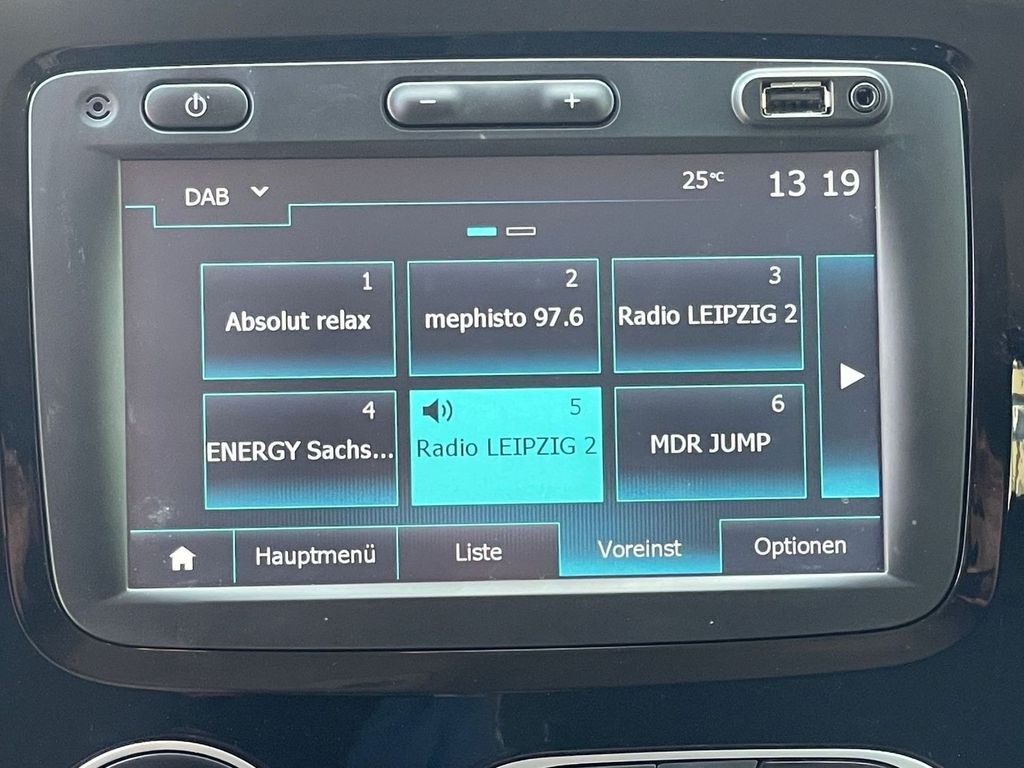 - +
DAB 25°C 13 19
1 2 3
Absolut relax mephisto 97.6 Radio LEIPZIG 2
4 5 6
ENERGY Sachs... Radio LEIPZIG 2 MDR JUMP
Hauptmenü Liste Voreinst Optionen